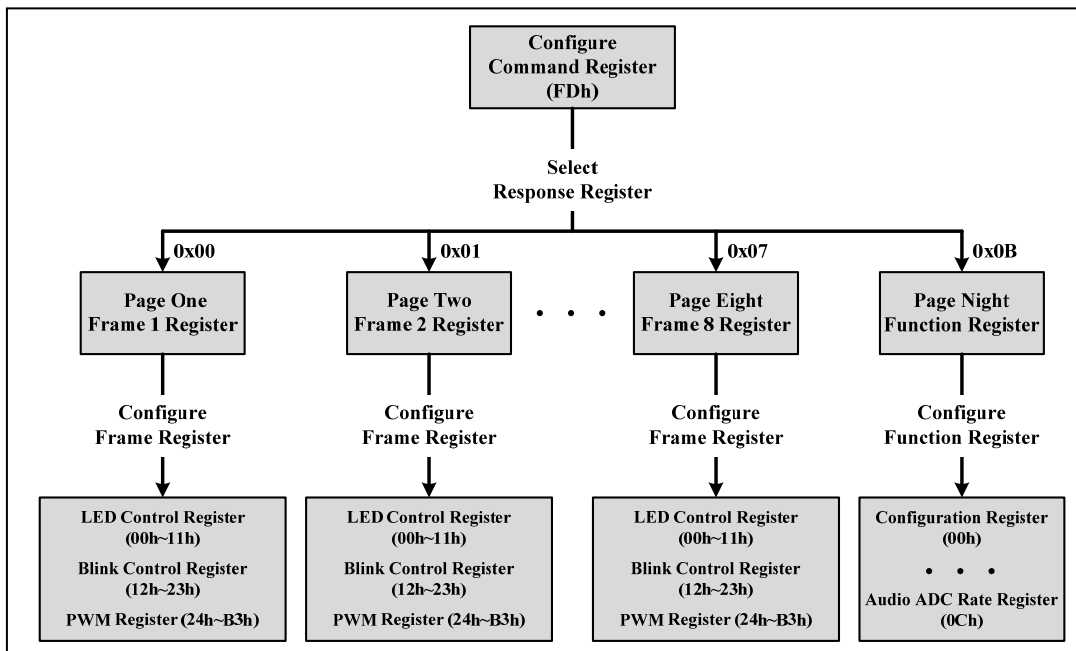 Configure
Command Register
(FDh)
Select
Response Register
0x00
0x01
0x07
0x0B
Page One
Frame 1 Register
Page Two
Frame 2 Register
• • •
Page Eight
Frame 8 Register
Page Night
Function Register
Configure
Frame Register
Configure
Frame Register
Configure
Frame Register
Configure
Function Register
LED Control Register
(00h~11h)
Blink Control Register
(12h~23h)
PWM Register (24h~B3h)
LED Control Register
(00h~11h)
Blink Control Register
(12h~23h)
PWM Register (24h~B3h)
LED Control Register
(00h~11h)
Blink Control Register
(12h~23h)
PWM Register (24h~B3h)
Configuration Register
(00h)
• • •
Audio ADC Rate Register
(0Ch)